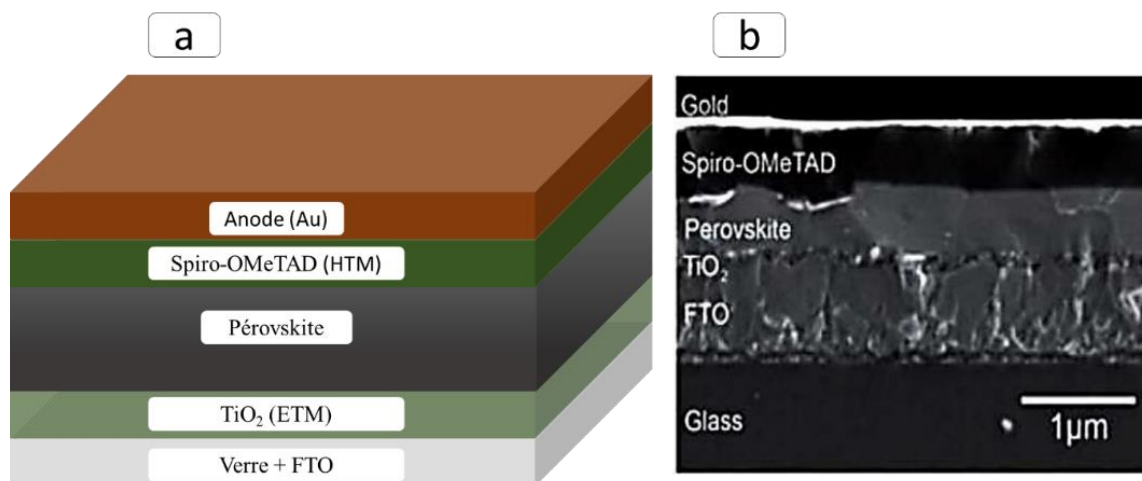 a
b
Anode (Au)
Spiro-OMeTAD (HTM)
Pérovskite
TiO₂ (ETM)
Verre + FTO
Gold
Spiro-OMeTAD
Perovskite
TiO₂
FTO
Glass
1µm